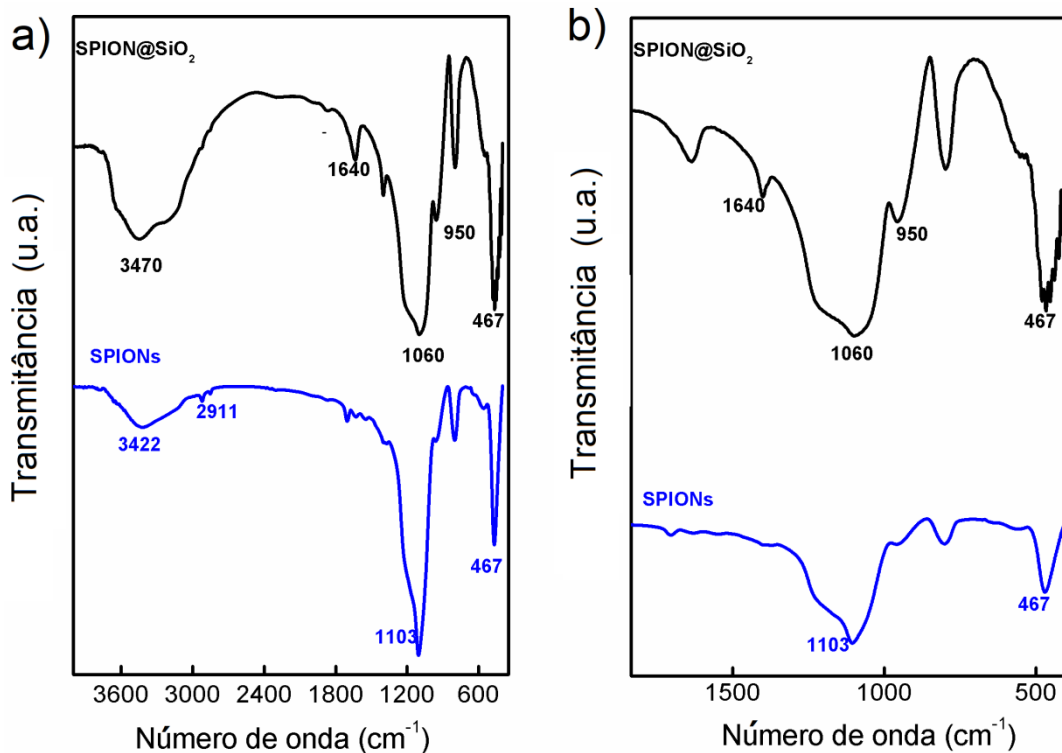 a)
SPION@SiO₂
3470
1640
1060
950
467
SPIONs
3422
2911
1103
467
3600 3000 2400 1800 1200 600
Número de onda (cm⁻¹)
Transmitância (u.a.)
b)
SPION@SiO₂
1640
1060
950
467
SPIONs
1103
467
1500 1000 500
Número de onda (cm⁻¹)
Transmitância (u.a.)